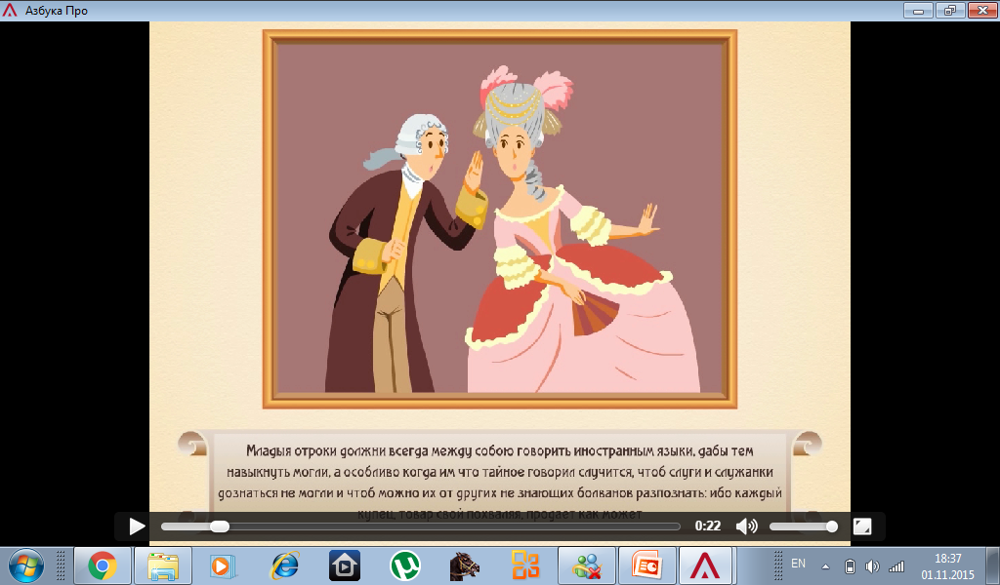 Азбука Про
Младыя отроки должни всегда между собою говорить иностранным языки, дабы тем
навыкнуть могли, а особливо когда им что тайное говорил случится, чтоб слуги и служанки
дознаться не могли и чтоб можно их от других не знающих болванов распознать: ибо каждый
купец, товар свой похваляя, продает как может
0:22
EN
18:37
01.11.2015